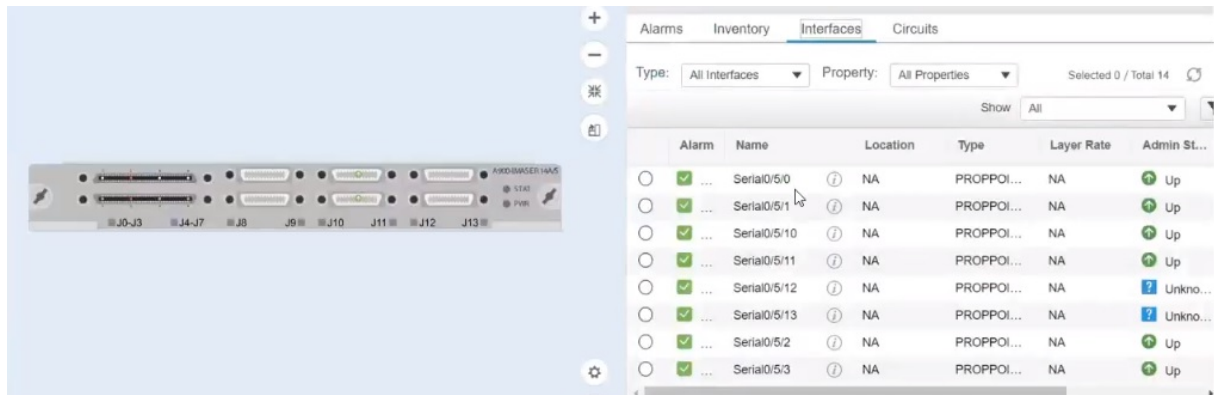 Alarms Inventory Interfaces Circuits
Type: All Interfaces Property: All Properties Selected 0 / Total 14
Show All
Alarm Name Location Type Layer Rate Admin St...
... Serial0/5/0 NA PROPPOI... NA Up
... Serial0/5/1 NA PROPPOI... NA Up
... Serial0/5/10 NA PROPPOI... NA Up
... Serial0/5/11 NA PROPPOI... NA Up
... Serial0/5/12 NA PROPPOI... NA ? Unkno...
... Serial0/5/13 NA PROPPOI... NA ? Unkno...
... Serial0/5/2 NA PROPPOI... NA Up
... Serial0/5/3 NA PROPPOI... NA Up
STAT
PWR
J0-J3 J4-J7 J8 J9 J10 J11 J12 J13